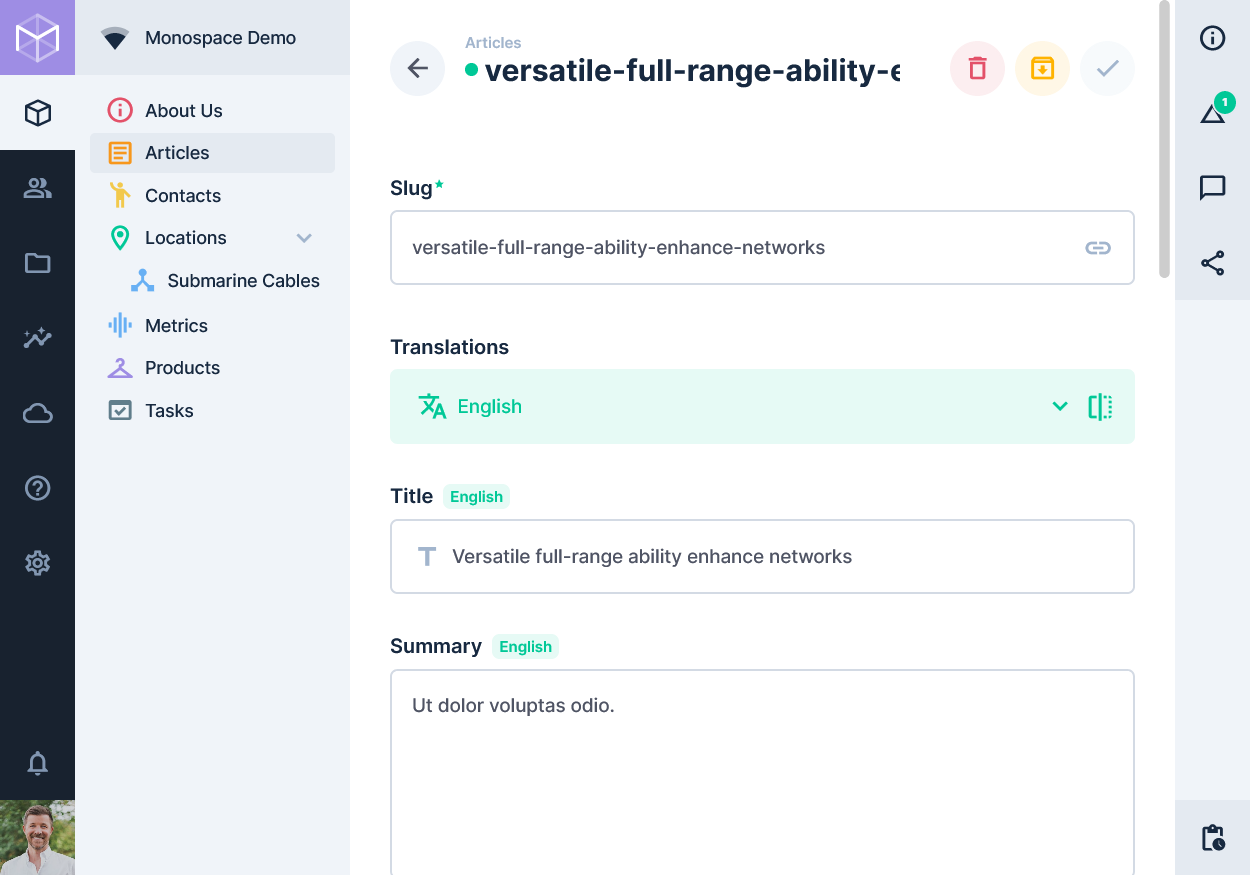 Monospace Demo
About Us
Articles
Contacts
Locations
Submarine Cables
Metrics
Products
Tasks
Articles
versatile-full-range-ability-e
Slug*
versatile-full-range-ability-enhance-networks
Translations
English
Title English
Versatile full-range ability enhance networks
Summary English
Ut dolor voluptas odio.
1